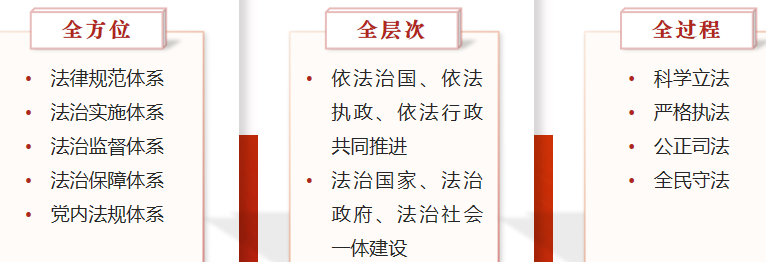 全方位
• 法律规范体系
• 法治实施体系
• 法治监督体系
• 法治保障体系
• 党内法规体系
全层次
• 依法治国、依法
执政、依法行政
共同推进
• 法治国家、法治
政府、法治社会
一体建设
全过程
• 科学立法
• 严格执法
• 公正司法
• 全民守法